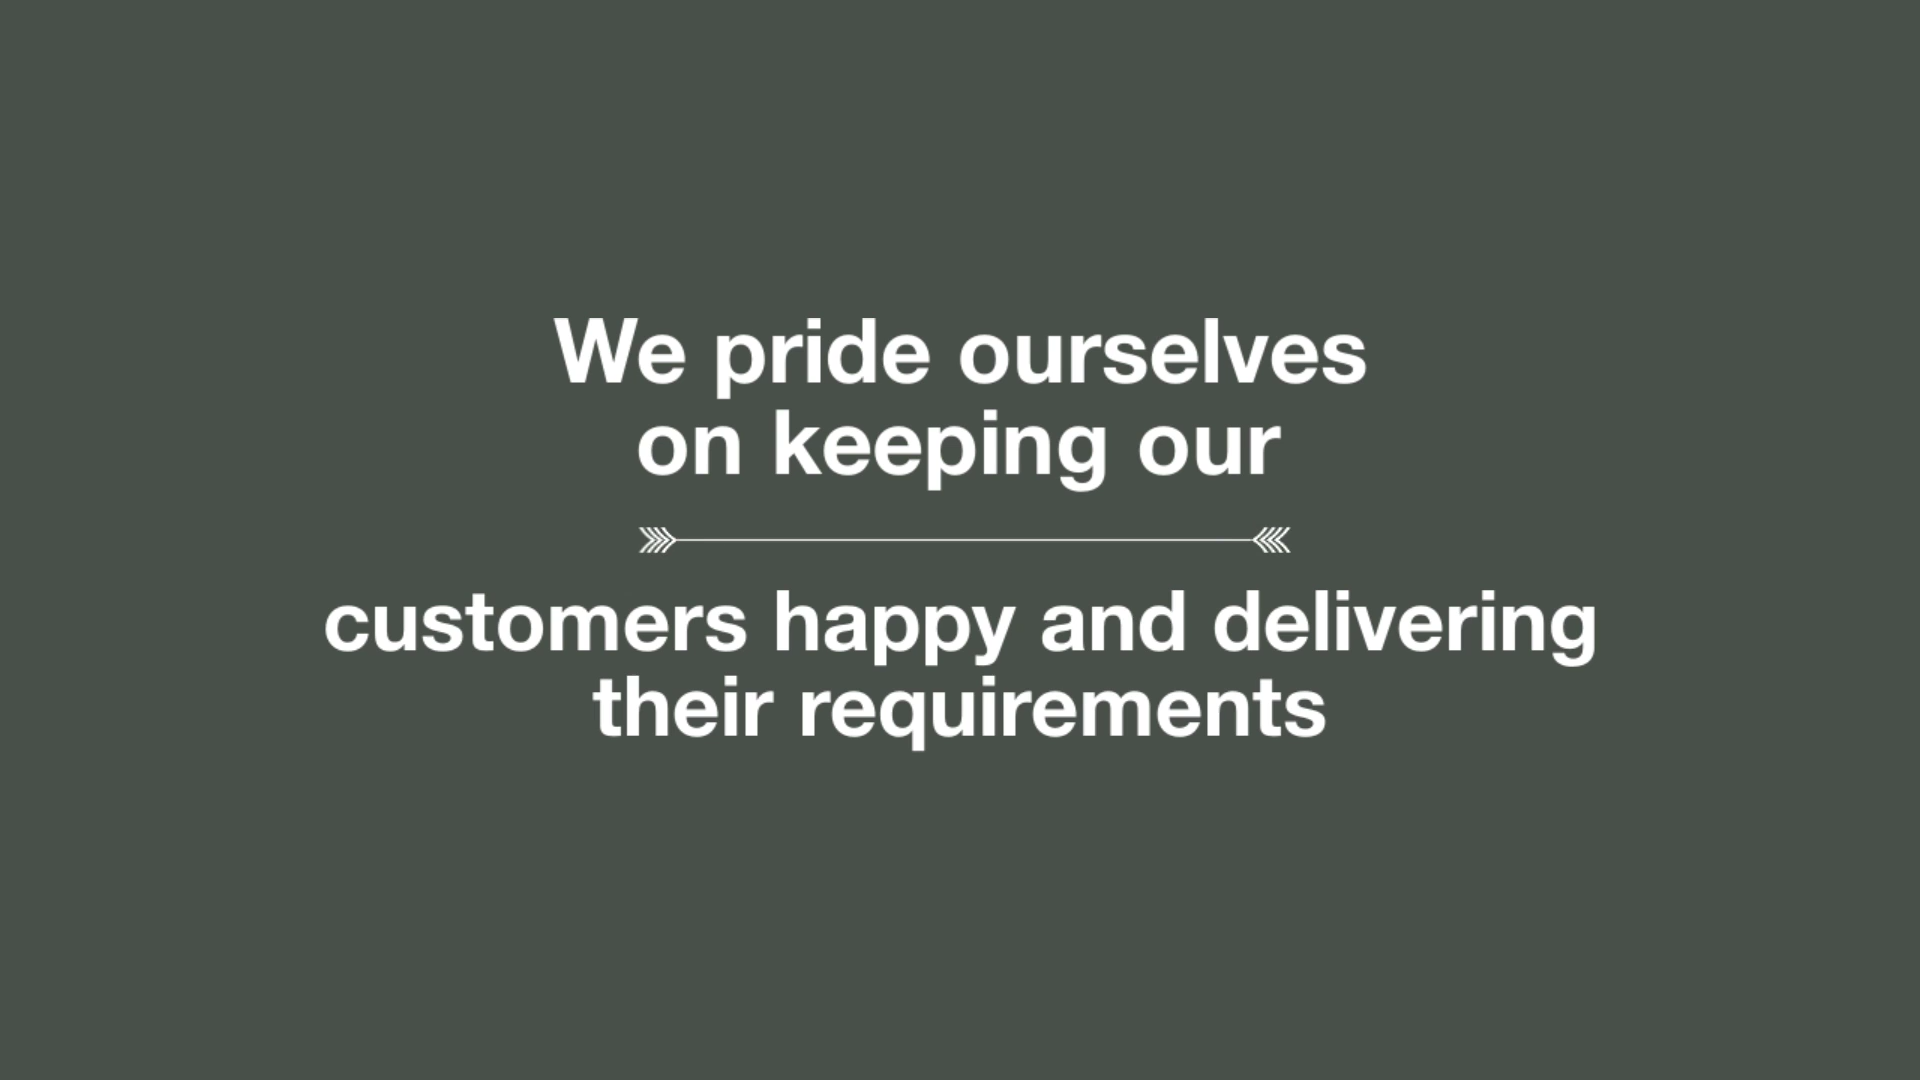 We pride ourselves
on keeping our
customers happy and delivering
their requirements